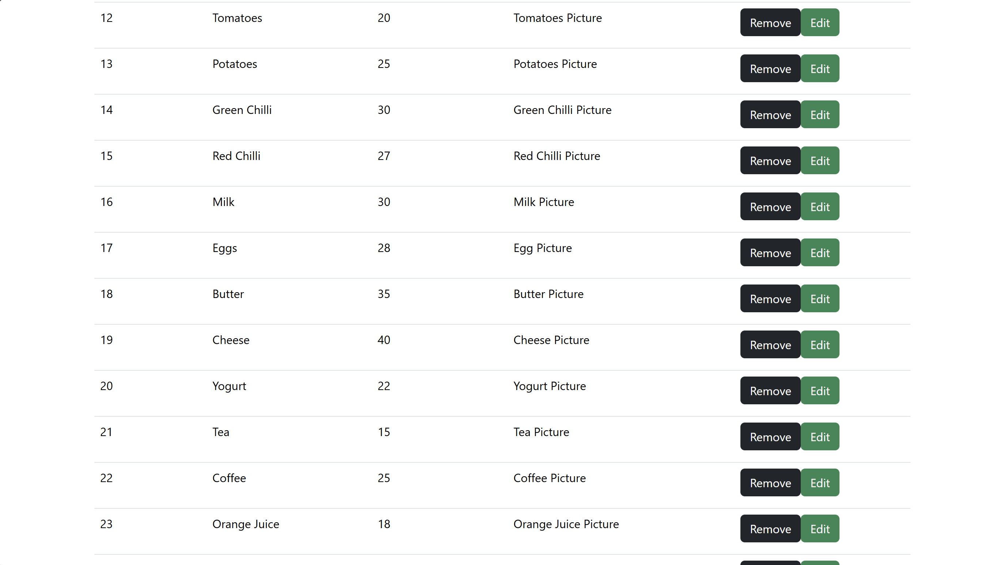 12 Tomatoes 20 Tomatoes Picture Remove Edit
13 Potatoes 25 Potatoes Picture Remove Edit
14 Green Chilli 30 Green Chilli Picture Remove Edit
15 Red Chilli 27 Red Chilli Picture Remove Edit
16 Milk 30 Milk Picture Remove Edit
17 Eggs 28 Egg Picture Remove Edit
18 Butter 35 Butter Picture Remove Edit
19 Cheese 40 Cheese Picture Remove Edit
20 Yogurt 22 Yogurt Picture Remove Edit
21 Tea 15 Tea Picture Remove Edit
22 Coffee 25 Coffee Picture Remove Edit
23 Orange Juice 18 Orange Juice Picture Remove Edit